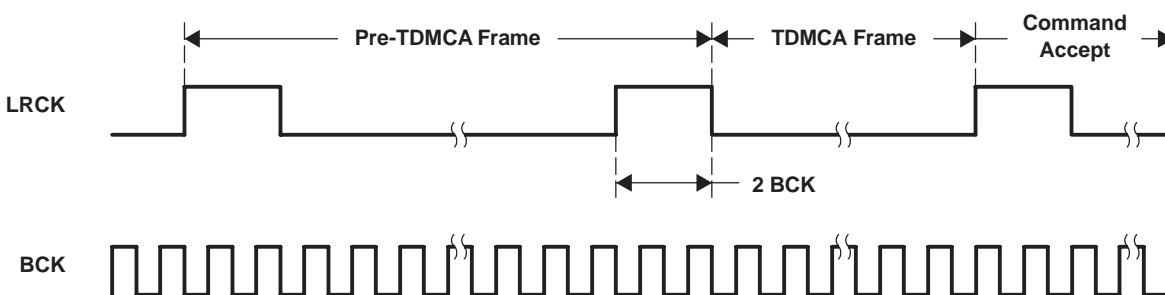 Pre-TDMCA Frame
TDMCA Frame
Command
Accept
LRCK
2 BCK
BCK